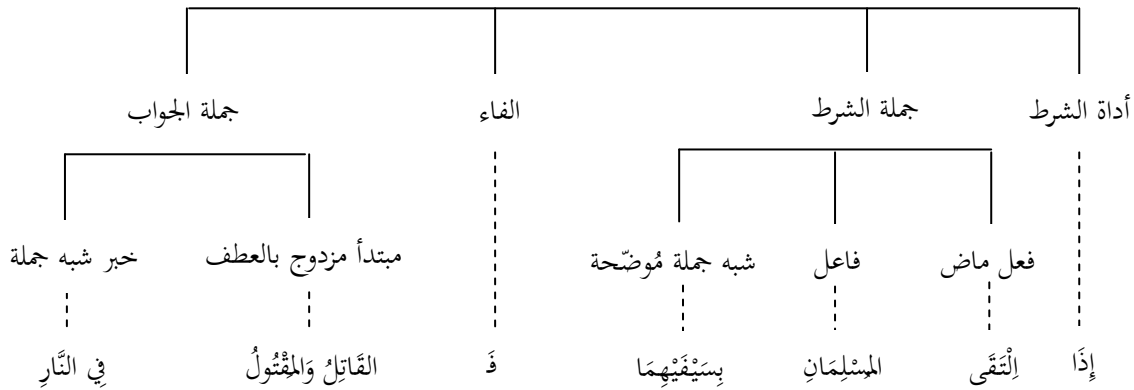 أداة الشرط جملة الشرط الفاء جملة الجواب
فعل ماض فاعل شبه جملة مُوضّحة مبتدأ مزدوج بالعطف خبر شبه جملة
إِذَا اِلْتَقَى المسْلِمَانِ بِسَيْفَيْهِمَا فَ القَاتِلُ وَالمقْتُولُ فِي النَّارِ